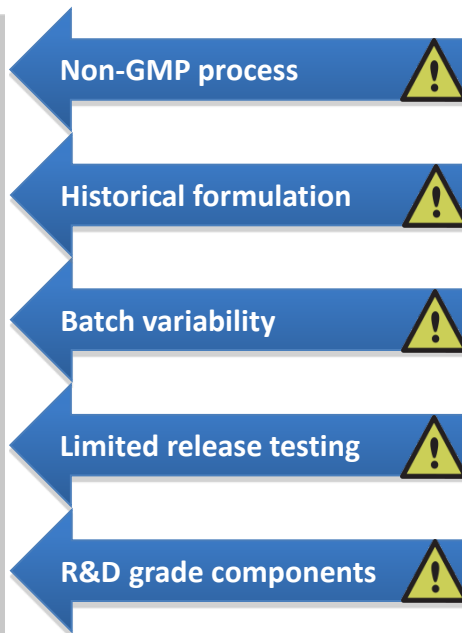 Non-GMP process
Historical formulation
Batch variability
Limited release testing
R&D grade components